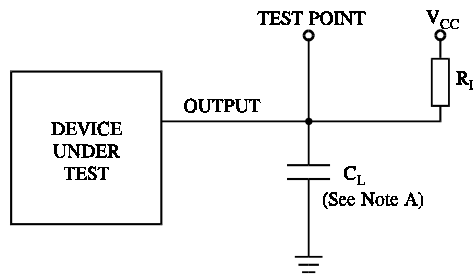 TEST POINT
VCC
RL
OUTPUT
DEVICE
UNDER
TEST
CL
(See Note A)